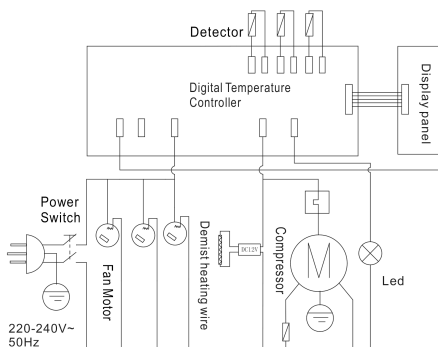 Detector
Digital Temperature
Controller
Display panel
Power
Switch
Fan Motor
Demist heating wire
DC12V
Compressor
M
Led
220-240V~
50Hz